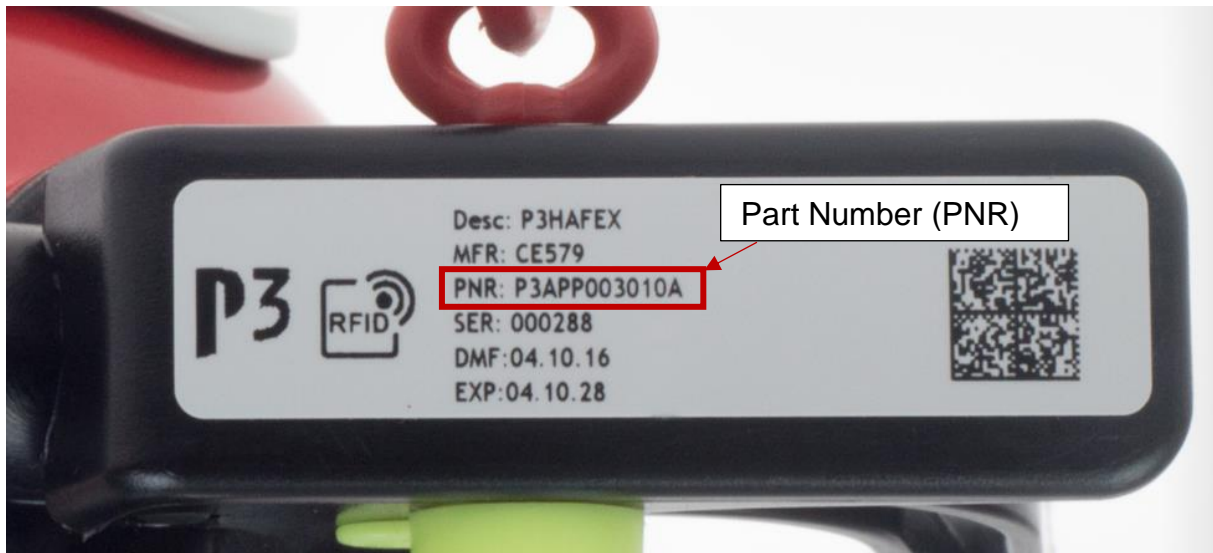 Part Number (PNR)
Desc: P3HAFEX
MFR: CE579
PNR: P3APP003010A
SER: 000288
DMF:04.10.16
EXP:04.10.28
P3
RFID